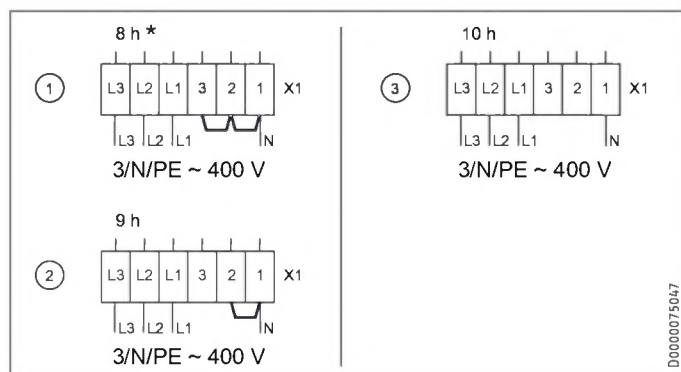 8 h *
1
L3 L2 L1 3 2 1 X1
L3 L2 L1 N
3/N/PE ~ 400 V
9 h
2
L3 L2 L1 3 2 1 X1
L3 L2 L1 N
3/N/PE ~ 400 V
10 h
3
L3 L2 L1 3 2 1 X1
L3 L2 L1 N
3/N/PE ~ 400 V
D0000075047